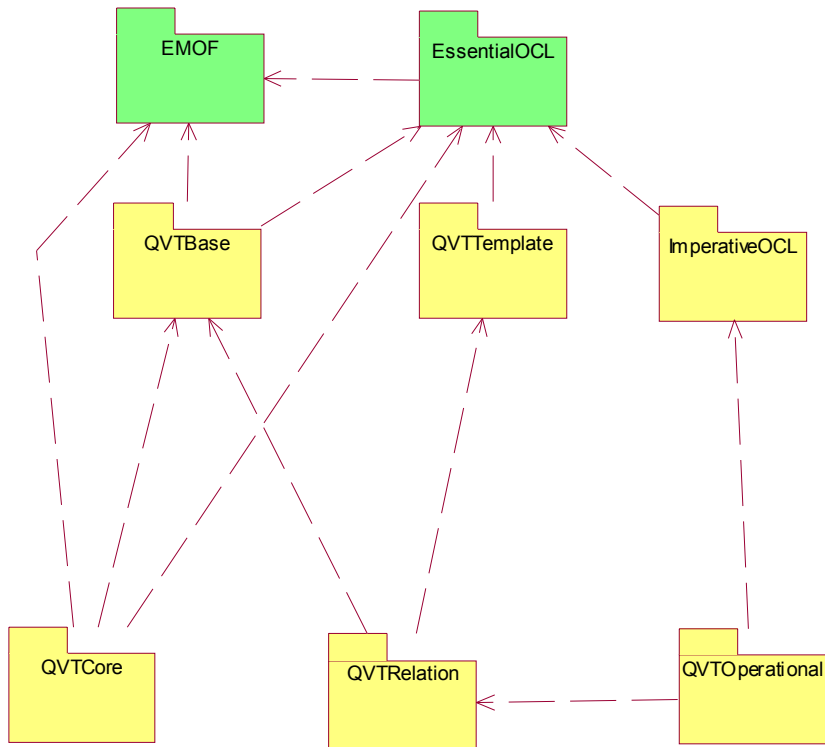 EMOF
EssentialOCL
QVTBase
QVTTemplate
ImperativeOCL
QVTCore
QVTRelation
QVTOperational